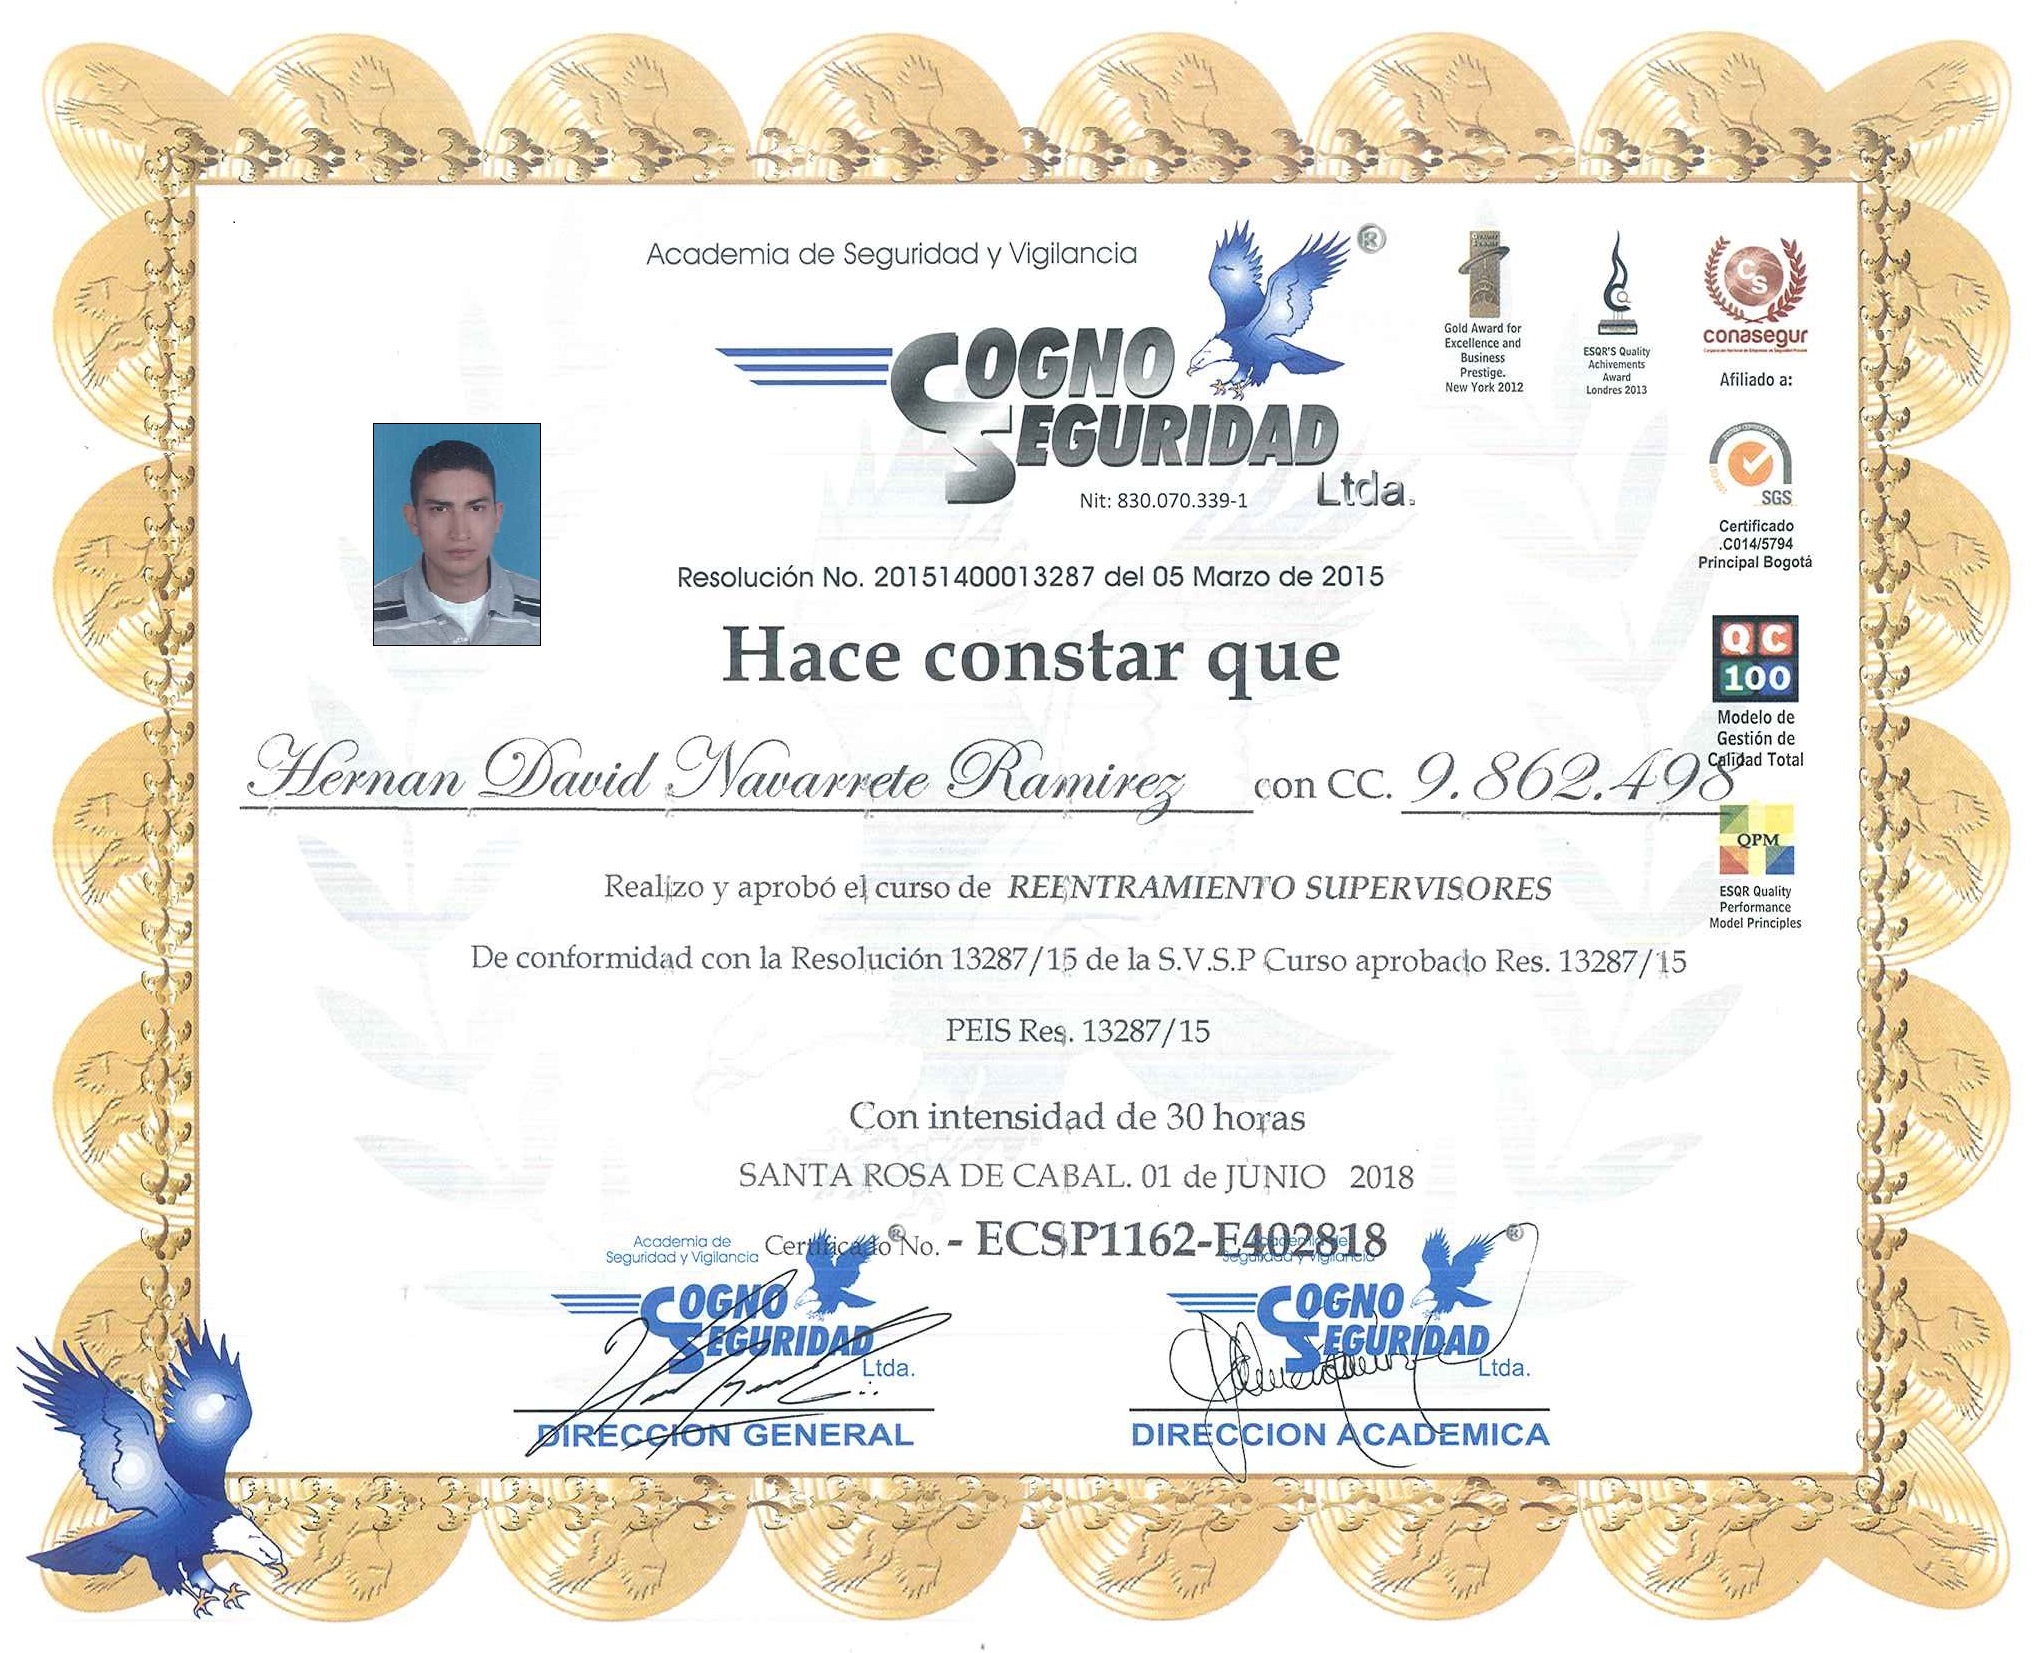 Academia de Seguridad y Vigilancia
®
COGNO
SEGURIDAD
Ltda.
Nit: 830.070.339-1
Gold Award for
Excellence and
Business
Prestige.
New York 2012
ESQR'S Quality
Achivements
Award
Londres 2013
CS
conasegur
Afiliado a:
SGS
Certificado
.C014/5794
Principal Bogotá
Resolución No. 20151400013287 del 05 Marzo de 2015
Hace constar que
QC
100
Modelo de
Gestión de
Calidad Total
Hernan David Navarrete Ramirez con CC. 9.862.498
QPM
ESQR Quality
Performance
Model Principles
Realizo y aprobó el curso de REENTRAMIENTO SUPERVISORES
De conformidad con la Resolución 13287/15 de la S.V.S.P Curso aprobado Res. 13287/15
PEIS Res. 13287/15
Con intensidad de 30 horas
SANTA ROSA DE CABAL. 01 de JUNIO 2018
Certificado No. - ECSP1162-E402818
Academia de
Seguridad y Vigilancia
®
COGNO
SEGURIDAD
Ltda.
DIRECCION GENERAL
Academia de
Seguridad y Vigilancia
®
COGNO
SEGURIDAD
Ltda.
DIRECCION ACADEMICA